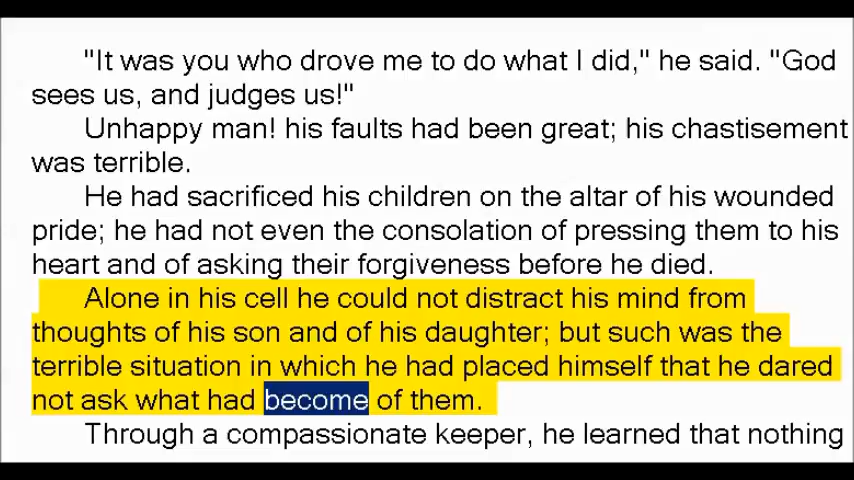 "It was you who drove me to do what I did," he said. "God
sees us, and judges us!"
Unhappy man! his faults had been great; his chastisement
was terrible.
He had sacrificed his children on the altar of his wounded
pride; he had not even the consolation of pressing them to his
heart and of asking their forgiveness before he died.
Alone in his cell he could not distract his mind from
thoughts of his son and of his daughter; but such was the
terrible situation in which he had placed himself that he dared
not ask what had become of them.
Through a compassionate keeper, he learned that nothing